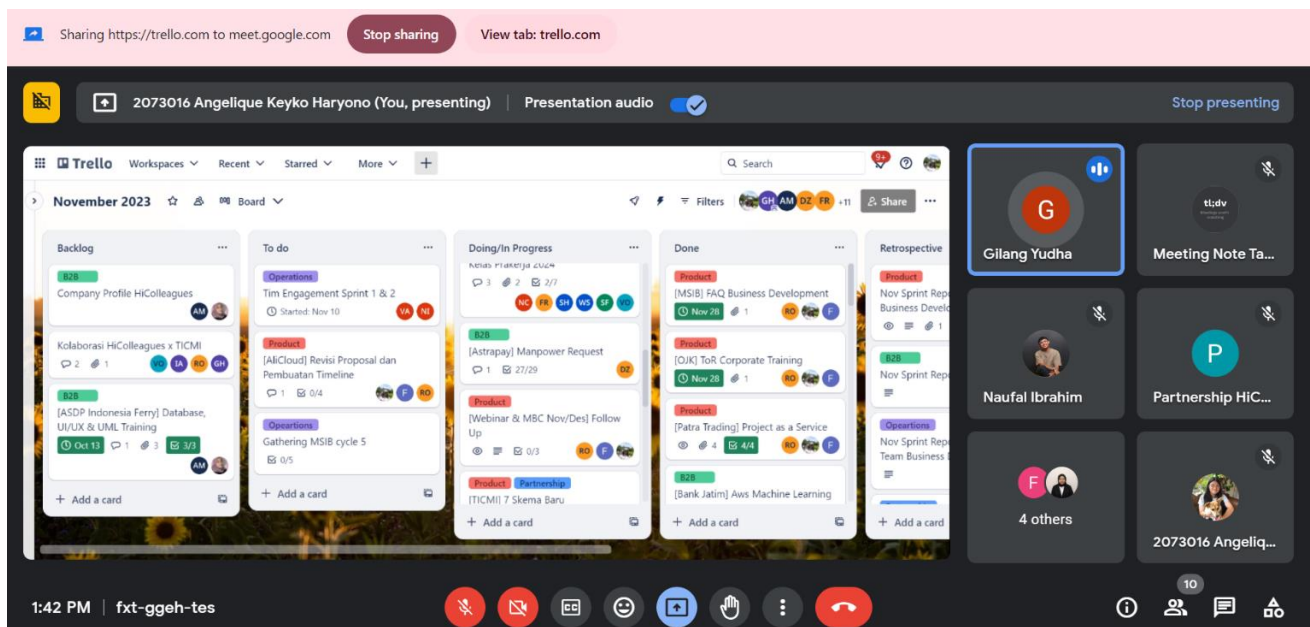 Sharing https://trello.com to meet.google.com Stop sharing View tab: trello.com
2073016 Angelique Keyko Haryono (You, presenting) | Presentation audio Stop presenting
Trello Workspaces Recent Starred More + Search 9+
November 2023 Board Filters GH AM DZ FR +11 Share
Backlog
B2B
Company Profile HiColleagues
AM
Kolaborasi HiColleagues x TICMI
2 1 VO IA RO GH
B2B
[ASDP Indonesia Ferry] Database,
UI/UX & UML Training
Oct 13 1 3 3/3
AM
+ Add a card
To do
Operations
Tim Engagement Sprint 1 & 2
Started: Nov 10 VA NI
Product
[AliCloud] Revisi Proposal dan
Pembuatan Timeline
1 0/4 F RO
Opeartions
Gathering MSIB cycle 5
0/5
+ Add a card
Doing/In Progress
Kelas Prakerja 2024
3 2 2/7
NC FR SH WS SF VO
B2B
[Astrapay] Manpower Request
1 27/29 DZ
Product
[Webinar & MBC Nov/Des] Follow
Up
0/3 RO F
Product Partnership
[TICMI] 7 Skema Baru
+ Add a card
Done
Product
[MSIB] FAQ Business Development
Nov 28 1 RO F
Product
[OJK] ToR Corporate Training
Nov 28 1 RO F
Product
[Patra Trading] Project as a Service
4 4/4 RO F
B2B
[Bank Jatim] Aws Machine Learning
+ Add a card
Retrospective
Product
Nov Sprint Repo
Business Develo
1
B2B
Nov Sprint Repo
Opeartions
Nov Sprint Repo
Team Business
+ Add a card
G
Gilang Yudha
tl;dv
Meeting Note Ta...
Naufal Ibrahim
P
Partnership HiC...
F
4 others
2073016 Angeliq...
1:42 PM | fxt-ggeh-tes
10